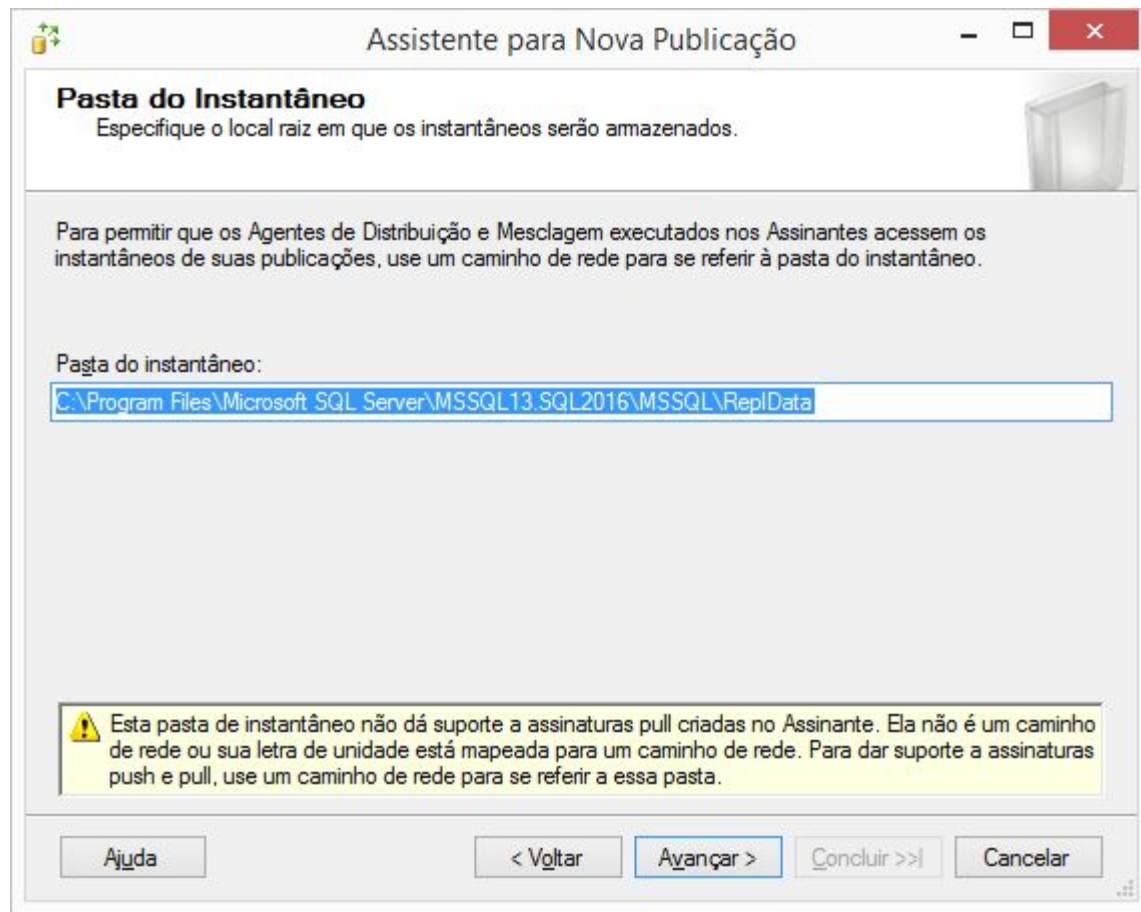 Assistente para Nova Publicação
Pasta do Instantâneo
Especifique o local raiz em que os instantâneos serão armazenados.
Para permitir que os Agentes de Distribuição e Mesclagem executados nos Assinantes acessem os
instantâneos de suas publicações, use um caminho de rede para se referir à pasta do instantâneo.
Pasta do instantâneo:
C:\Program Files\Microsoft SQL Server\MSSQL13.SQL2016\MSSQL\ReplData
Esta pasta de instantâneo não dá suporte a assinaturas pull criadas no Assinante. Ela não é um caminho
de rede ou sua letra de unidade está mapeada para um caminho de rede. Para dar suporte a assinaturas
push e pull, use um caminho de rede para se referir a essa pasta.
Ajuda
< Voltar
Avançar >
Concluir >>|
Cancelar